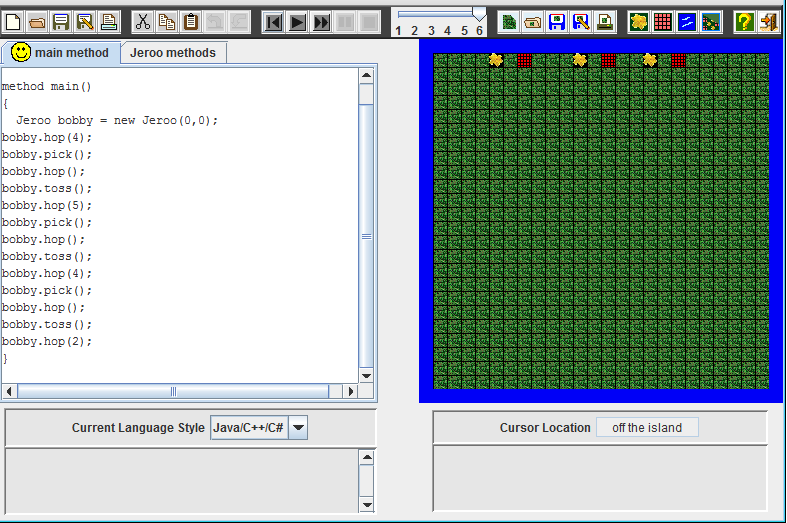 1 2 3 4 5 6
?
main method
Jeroo methods
method main()
{
Jeroo bobby = new Jeroo(0,0);
bobby.hop(4);
bobby.pick();
bobby.hop();
bobby.toss();
bobby.hop(5);
bobby.pick();
bobby.hop();
bobby.toss();
bobby.hop(4);
bobby.pick();
bobby.hop();
bobby.toss();
bobby.hop(2);
}
Current Language Style Java/C++/C#
Cursor Location off the island